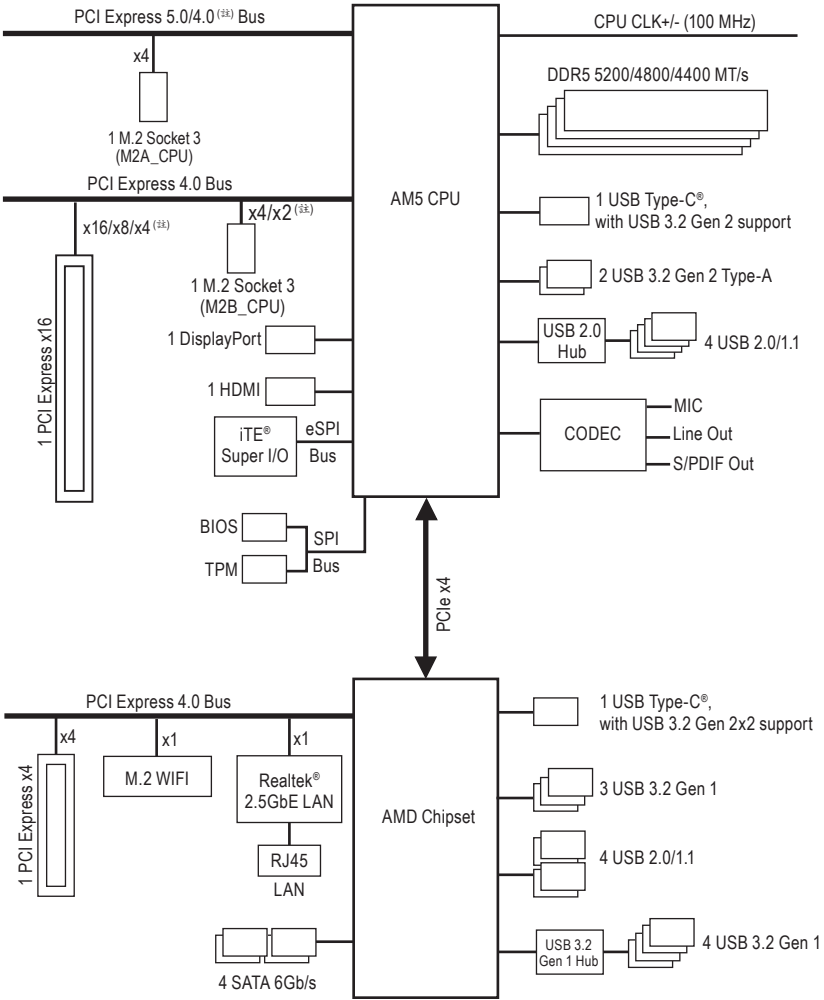 PCI Express 5.0/4.0 (註) Bus
CPU CLK+/- (100 MHz)
x4
DDR5 5200/4800/4400 MT/s
1 M.2 Socket 3
(M2A_CPU)
PCI Express 4.0 Bus
AM5 CPU
x16/x8/x4 (註)
x4/x2 (註)
1 USB Type-C®,
with USB 3.2 Gen 2 support
1 M.2 Socket 3
(M2B_CPU)
2 USB 3.2 Gen 2 Type-A
1 PCI Express x16
1 DisplayPort
USB 2.0
Hub
4 USB 2.0/1.1
1 HDMI
iTE®
Super I/O
eSPI
Bus
CODEC
MIC
Line Out
S/PDIF Out
BIOS
TPM
SPI
Bus
PCIe x4
PCI Express 4.0 Bus
x4
x1
x1
1 USB Type-C®,
with USB 3.2 Gen 2x2 support
1 PCI Express x4
M.2 WIFI
Realtek®
2.5GbE LAN
3 USB 3.2 Gen 1
AMD Chipset
RJ45
LAN
4 USB 2.0/1.1
4 SATA 6Gb/s
USB 3.2
Gen 1 Hub
4 USB 3.2 Gen 1